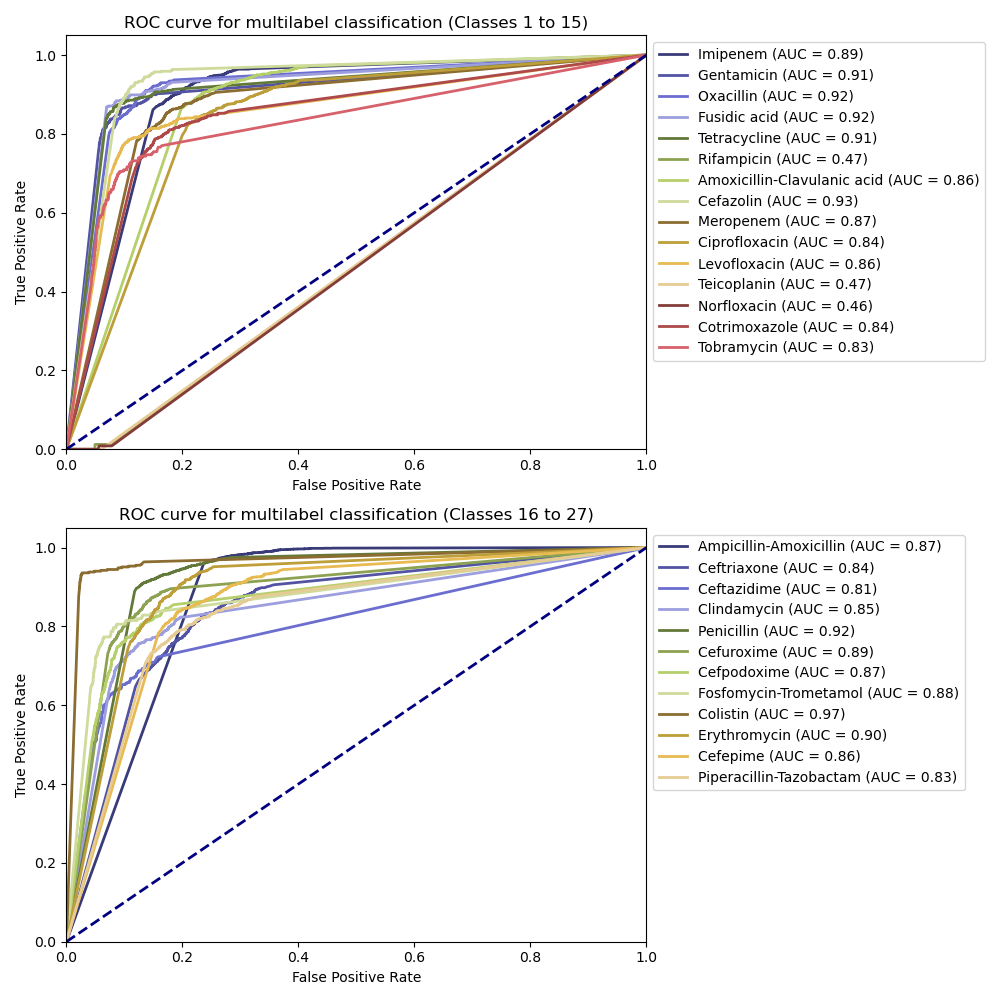 ROC curve for multilabel classification (Classes 1 to 15)
1.0
0.8
0.6
0.4
0.2
0.0
True Positive Rate
0.0 0.2 0.4 0.6 0.8 1.0
False Positive Rate
Imipenem (AUC = 0.89)
Gentamicin (AUC = 0.91)
Oxacillin (AUC = 0.92)
Fusidic acid (AUC = 0.92)
Tetracycline (AUC = 0.91)
Rifampicin (AUC = 0.47)
Amoxicillin-Clavulanic acid (AUC = 0.86)
Cefazolin (AUC = 0.93)
Meropenem (AUC = 0.87)
Ciprofloxacin (AUC = 0.84)
Levofloxacin (AUC = 0.86)
Teicoplanin (AUC = 0.47)
Norfloxacin (AUC = 0.46)
Cotrimoxazole (AUC = 0.84)
Tobramycin (AUC = 0.83)
ROC curve for multilabel classification (Classes 16 to 27)
1.0
0.8
0.6
0.4
0.2
0.0
True Positive Rate
0.0 0.2 0.4 0.6 0.8 1.0
False Positive Rate
Ampicillin-Amoxicillin (AUC = 0.87)
Ceftriaxone (AUC = 0.84)
Ceftazidime (AUC = 0.81)
Clindamycin (AUC = 0.85)
Penicillin (AUC = 0.92)
Cefuroxime (AUC = 0.89)
Cefpodoxime (AUC = 0.87)
Fosfomycin-Trometamol (AUC = 0.88)
Colistin (AUC = 0.97)
Erythromycin (AUC = 0.90)
Cefepime (AUC = 0.86)
Piperacillin-Tazobactam (AUC = 0.83)